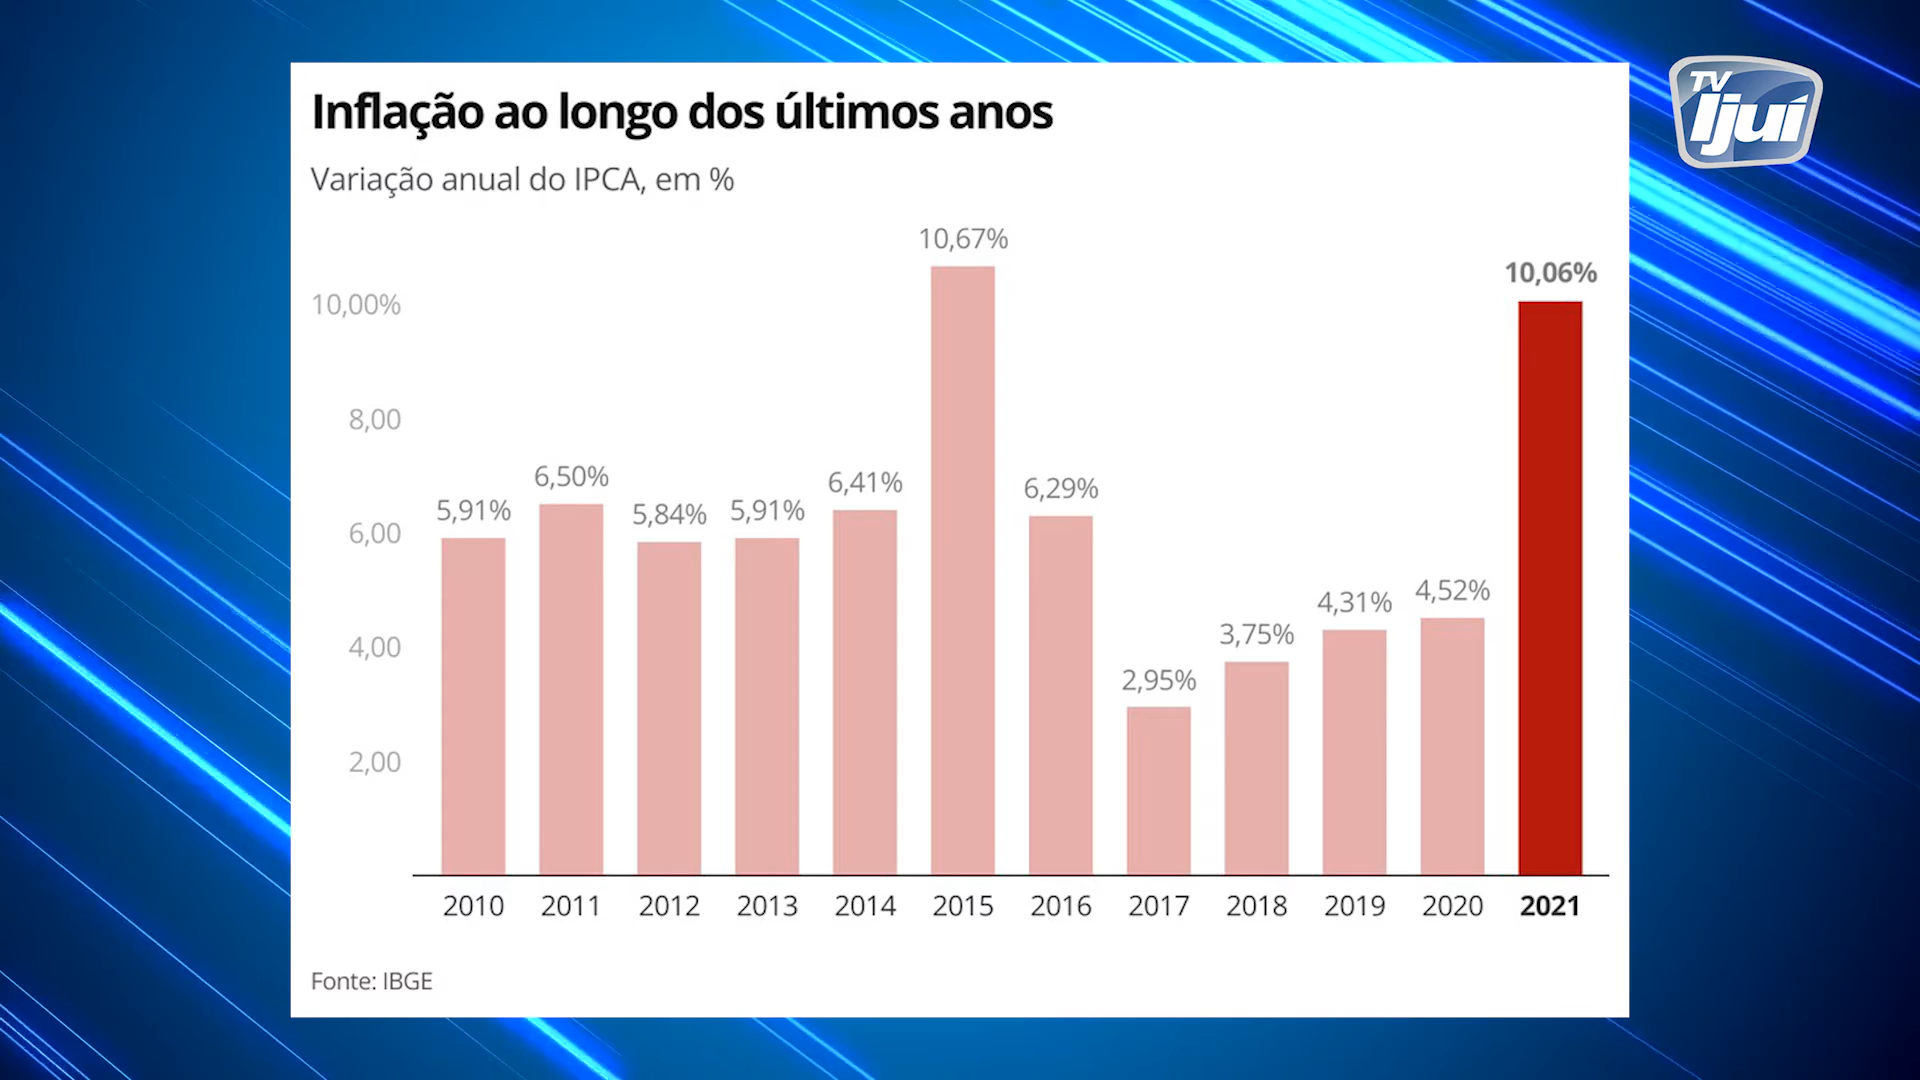 Inflação ao longo dos últimos anos
Variação anual do IPCA, em %
TV
Ijuí
10,00%
8,00
6,00
4,00
2,00
5,91%
6,50%
5,84%
5,91%
6,41%
10,67%
6,29%
2,95%
3,75%
4,31%
4,52%
10,06%
2010 2011 2012 2013 2014 2015 2016 2017 2018 2019 2020 2021
Fonte: IBGE